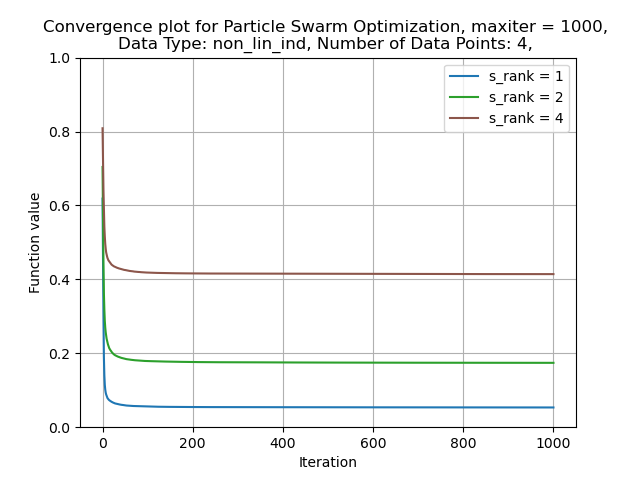 Convergence plot for Particle Swarm Optimization, maxiter = 1000,
Data Type: non_lin_ind, Number of Data Points: 4,
1.0
0.8
0.6
0.4
0.2
0.0
Function value
s_rank = 1
s_rank = 2
s_rank = 4
0 200 400 600 800 1000
Iteration